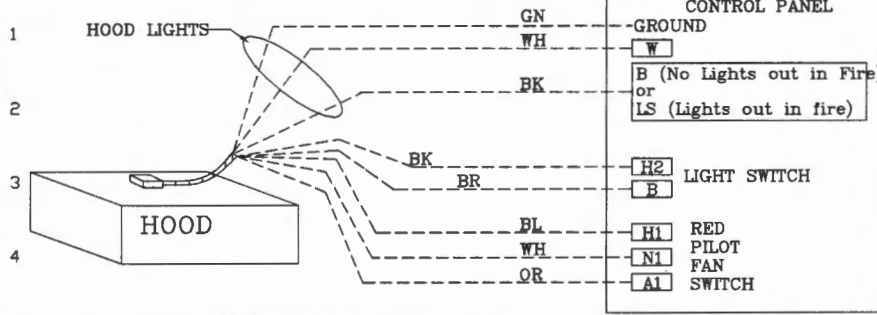 CONTROL PANEL
GN
GROUND
1
HOOD LIGHTS
WH
W
B (No Lights out in Fire)
or
LS (Lights out in fire)
BK
2
BK
H2
LIGHT SWITCH
BR
B
3
HOOD
BL
H1
RED
PILOT
WH
N1
FAN
4
OR
A1
SWITCH